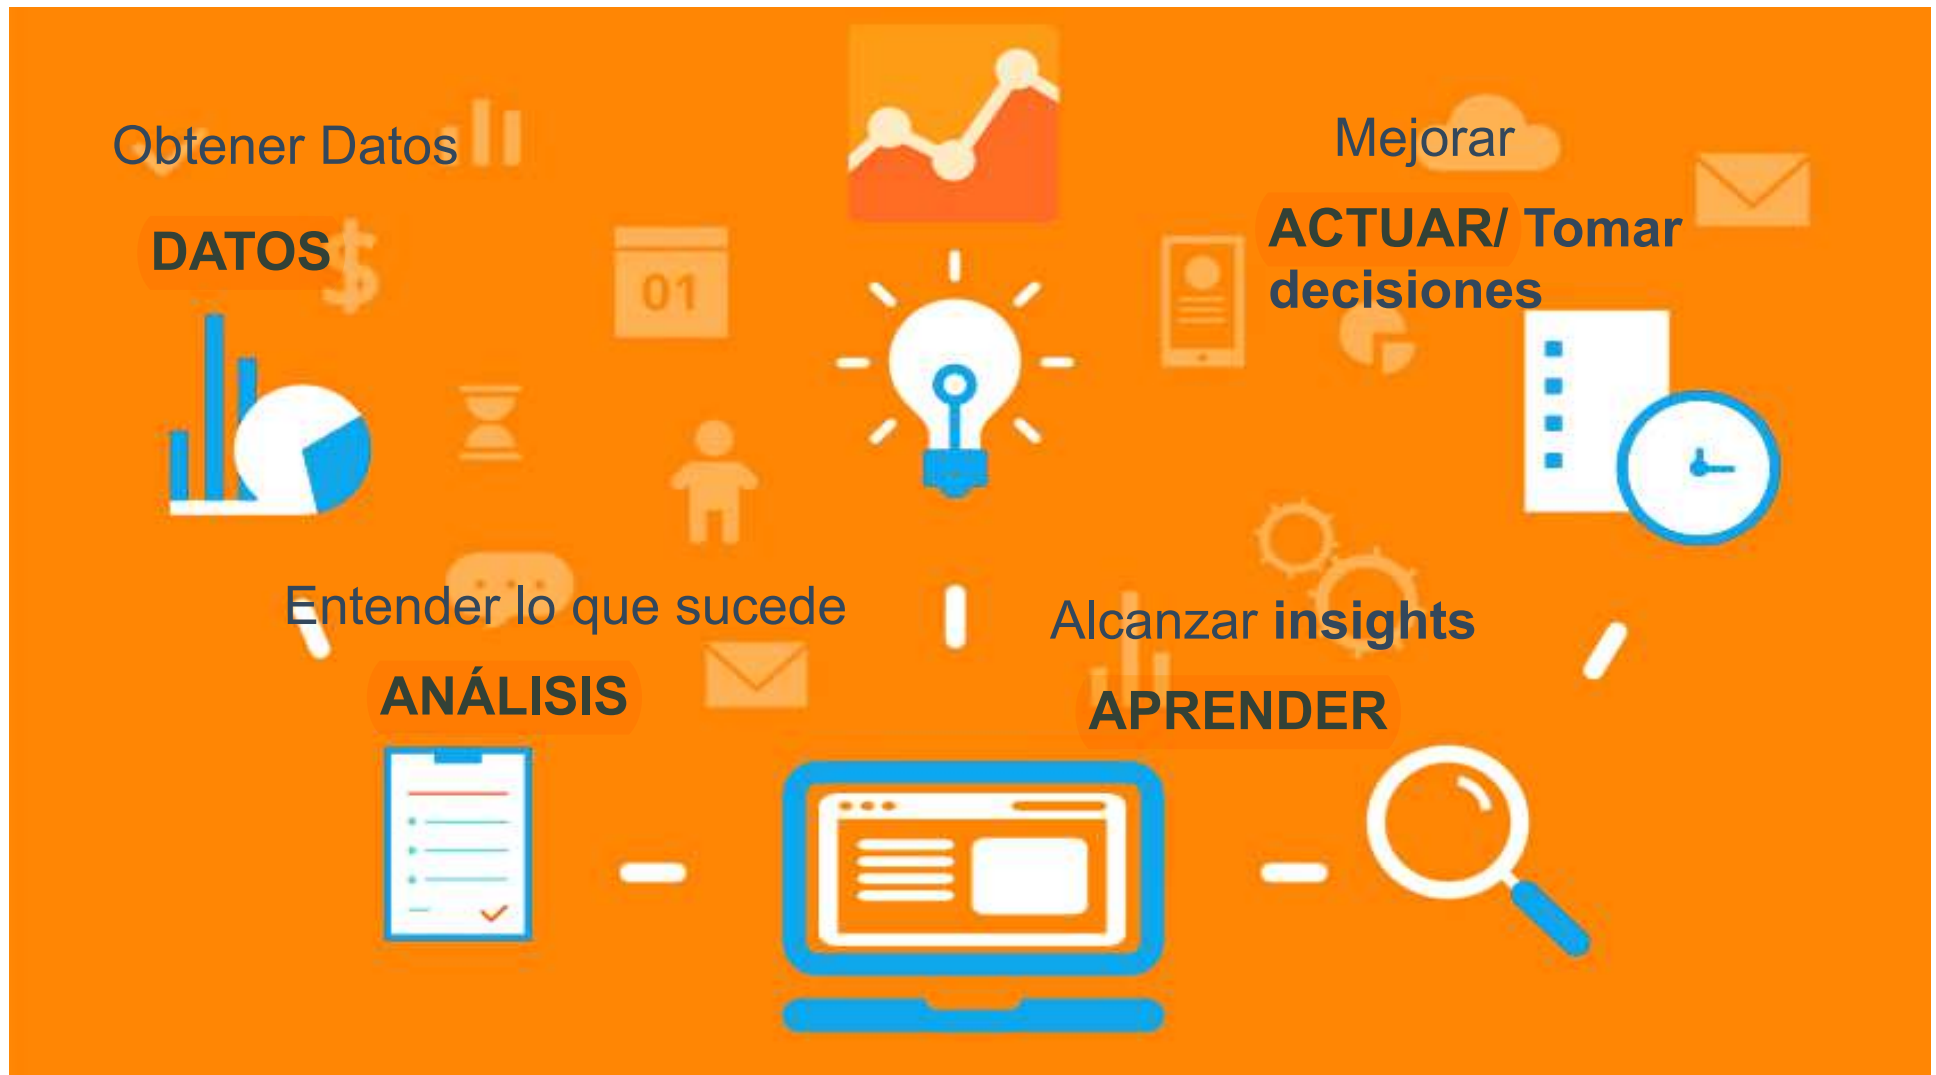 Obtener Datos
DATOS
01
Mejorar
ACTUAR/ Tomar
decisiones
Entender lo que sucede
ANÁLISIS
Alcanzar insights
APRENDER